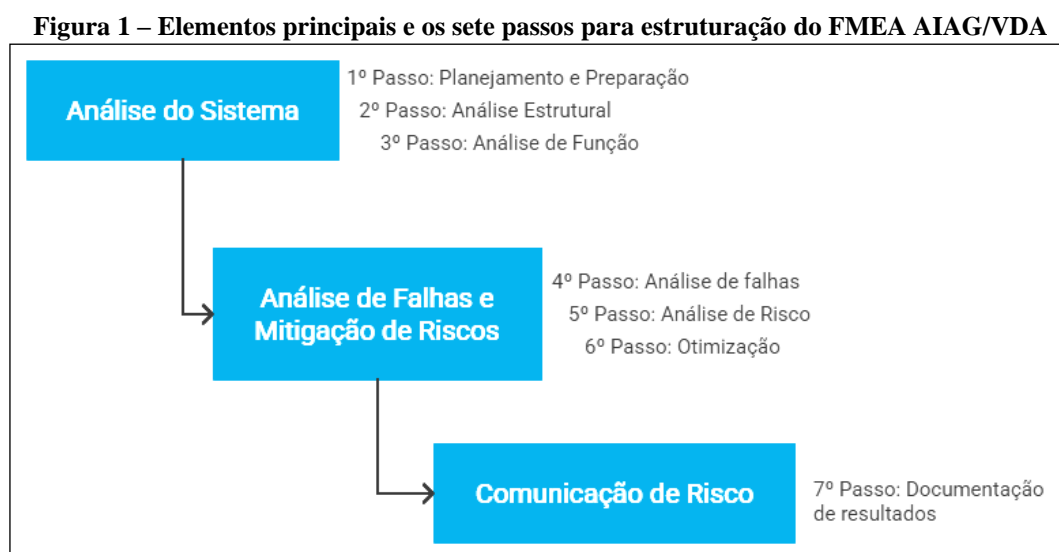 Figura 1 – Elementos principais e os sete passos para estruturação do FMEA AIAG/VDA
Análise do Sistema
1º Passo: Planejamento e Preparação
2º Passo: Análise Estrutural
3º Passo: Análise de Função
Análise de Falhas e
Mitigação de Riscos
4º Passo: Análise de falhas
5º Passo: Análise de Risco
6º Passo: Otimização
Comunicação de Risco
7º Passo: Documentação
de resultados